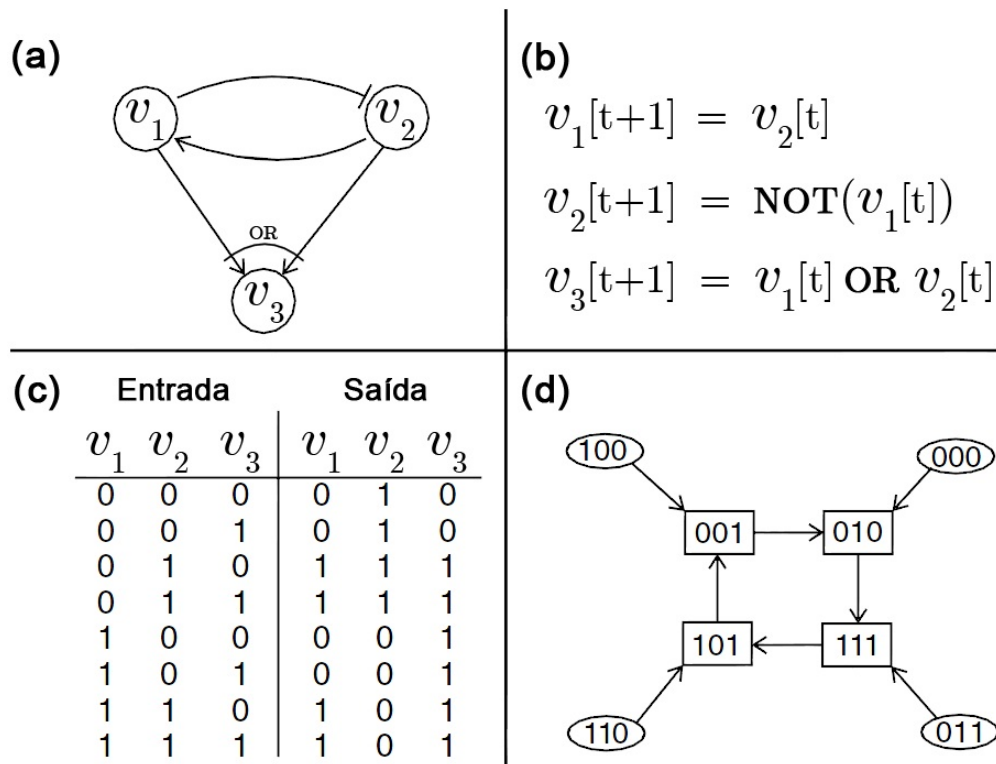 (a)
v₁
v₂
OR
v₃
(b)
v₁[t+1] = v₂[t]
v₂[t+1] = NOT(v₁[t])
v₃[t+1] = v₁[t] OR v₂[t]
(c)
Entrada Saída
v₁ v₂ v₃ v₁ v₂ v₃
0 0 0 0 1 0
0 0 1 0 1 0
0 1 0 1 1 1
0 1 1 1 1 1
1 0 0 0 0 1
1 0 1 0 0 1
1 1 0 1 0 1
1 1 1 1 0 1
(d)
100 000
001 010
101 111
110 011